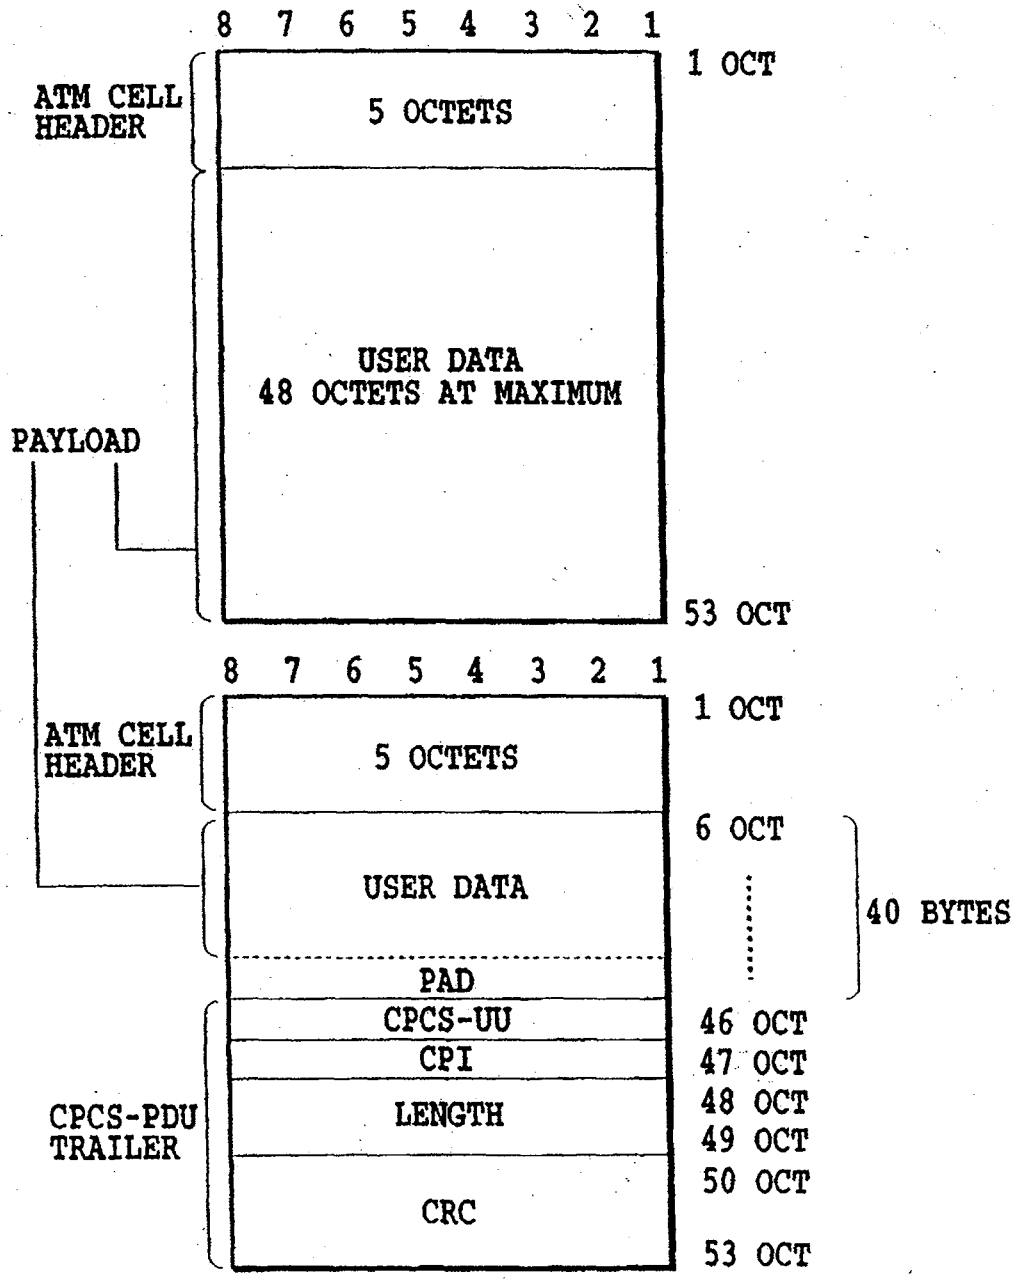 8 7 6 5 4 3 2 1
1 OCT
ATM CELL
HEADER
5 OCTETS
USER DATA
48 OCTETS AT MAXIMUM
PAYLOAD
53 OCT
8 7 6 5 4 3 2 1
1 OCT
ATM CELL
HEADER
5 OCTETS
6 OCT
USER DATA
40 BYTES
PAD
CPCS-UU
46 OCT
CPI
47 OCT
CPCS-PDU
TRAILER
LENGTH
48 OCT
49 OCT
50 OCT
CRC
53 OCT